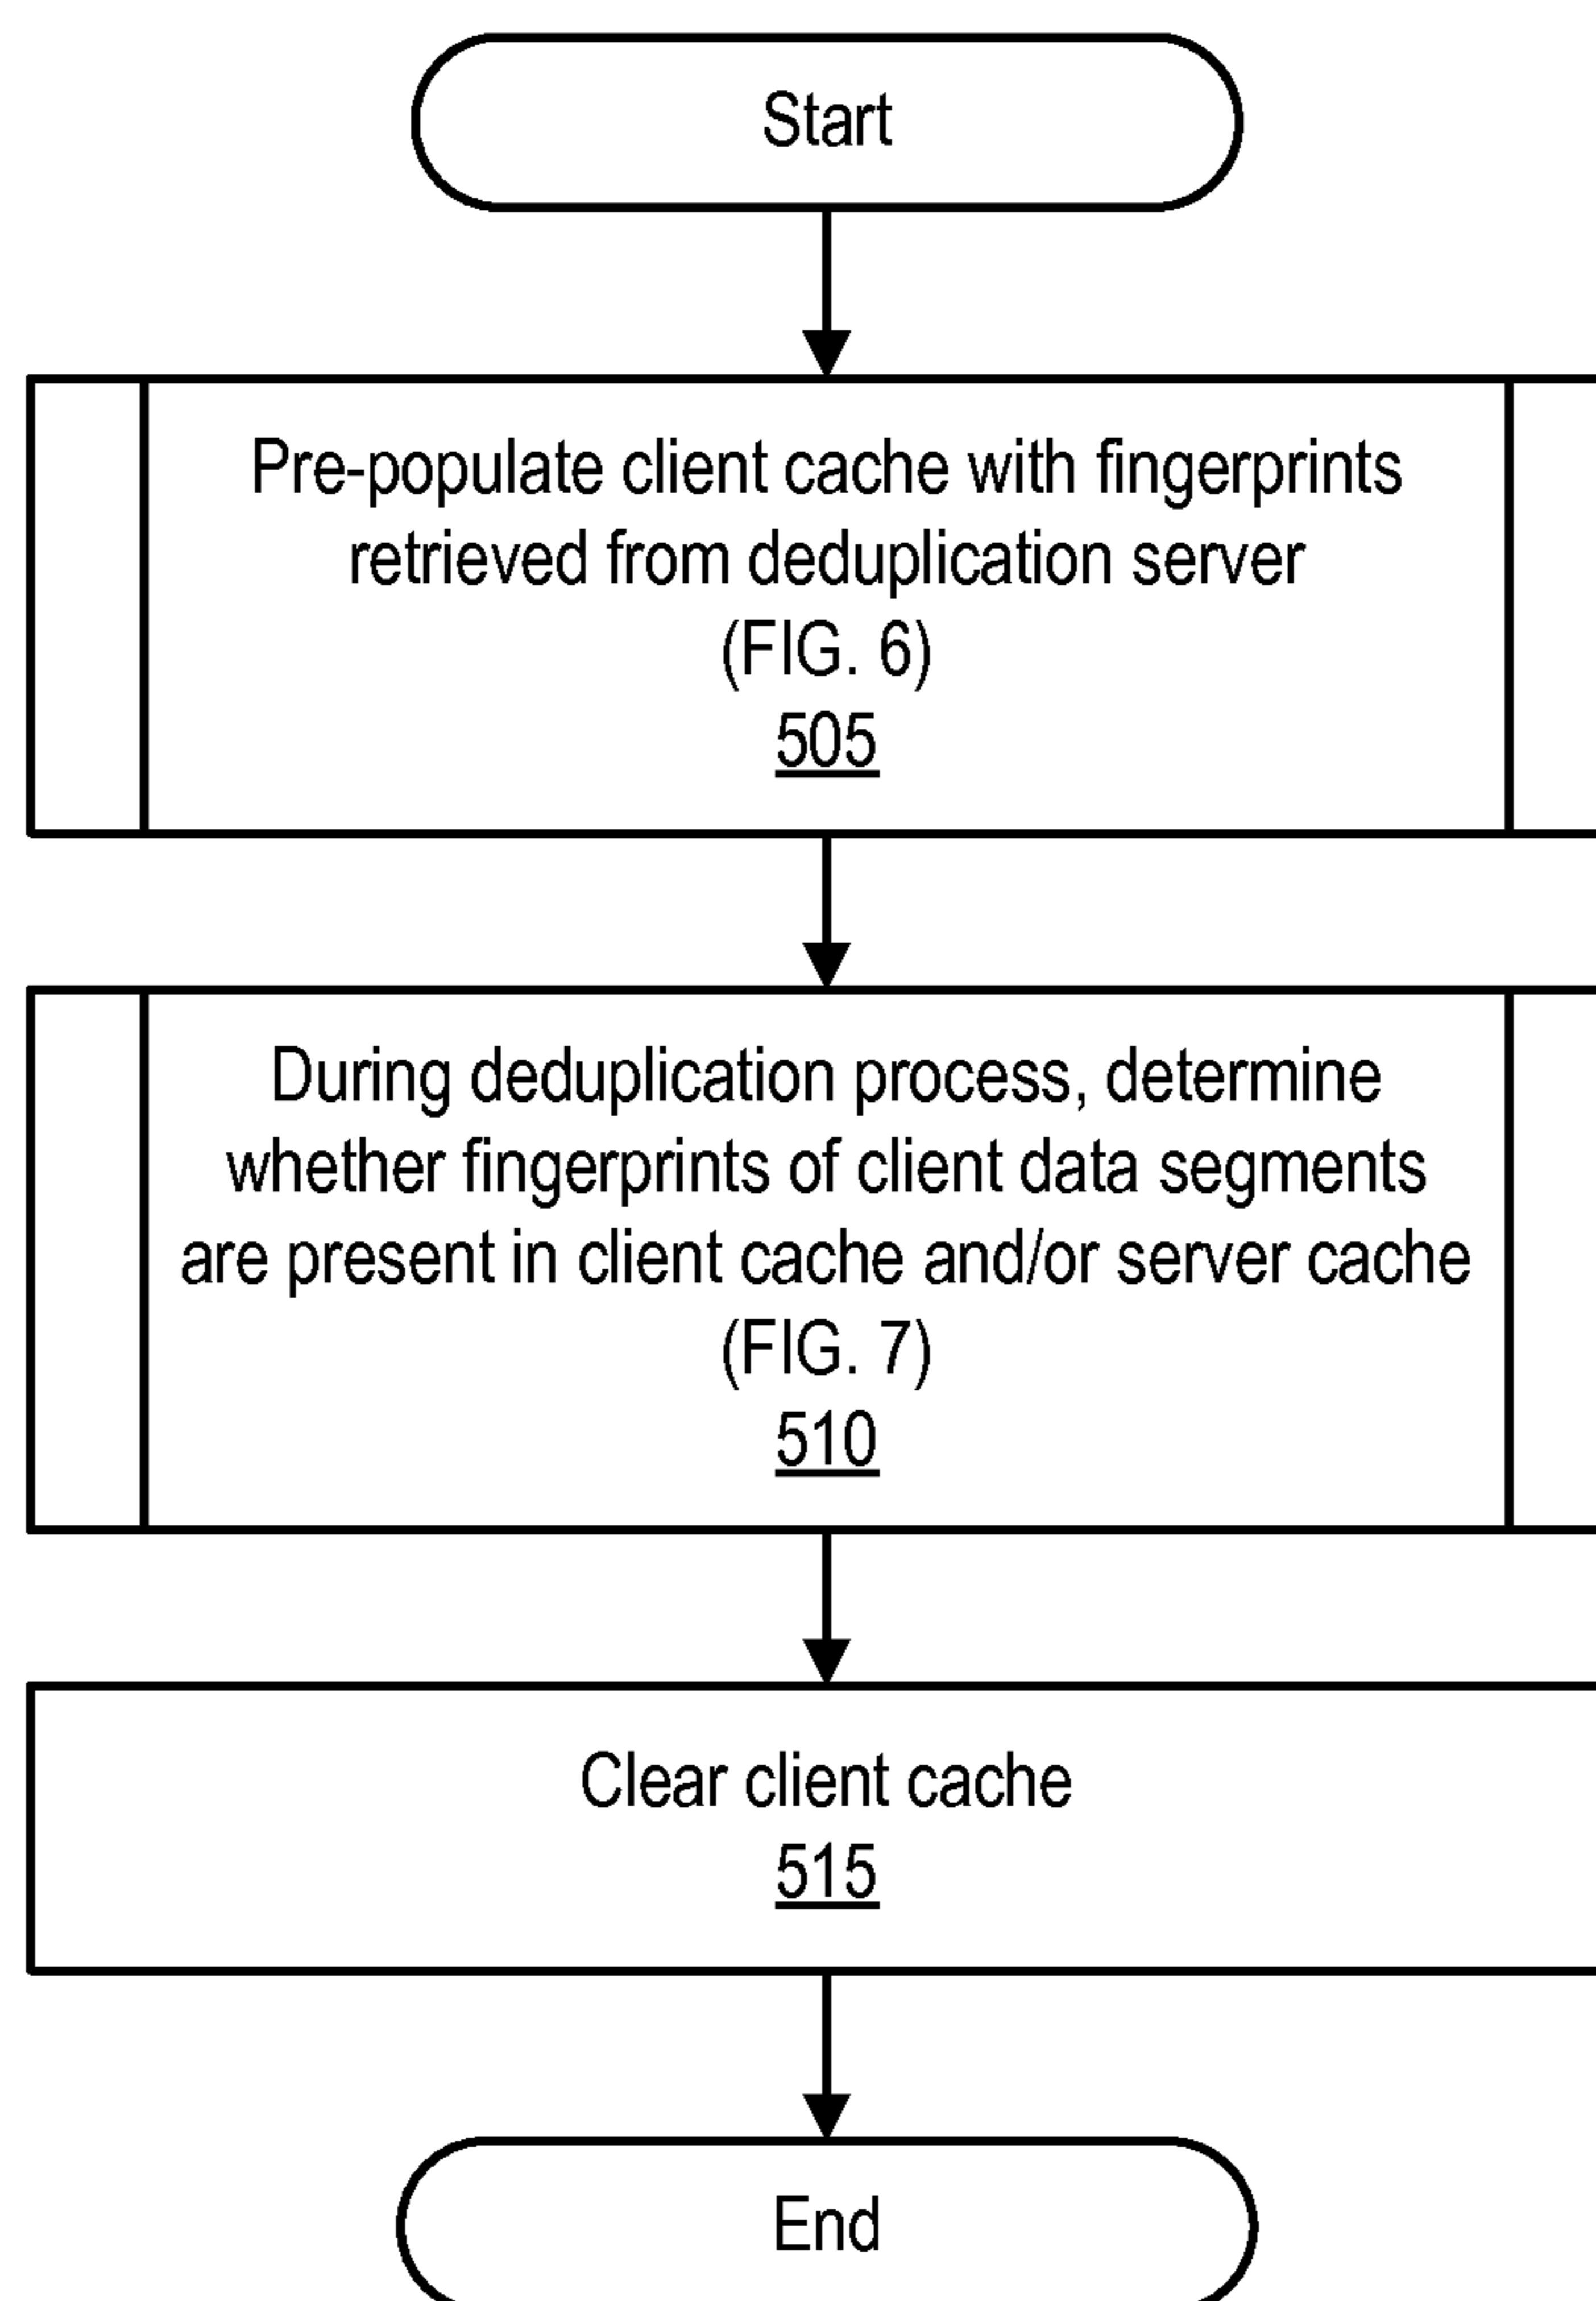 Start
Pre-populate client cache with fingerprints
retrieved from deduplication server
(FIG. 6)
505
During deduplication process, determine
whether fingerprints of client data segments
are present in client cache and/or server cache
(FIG. 7)
510
Clear client cache
515
End